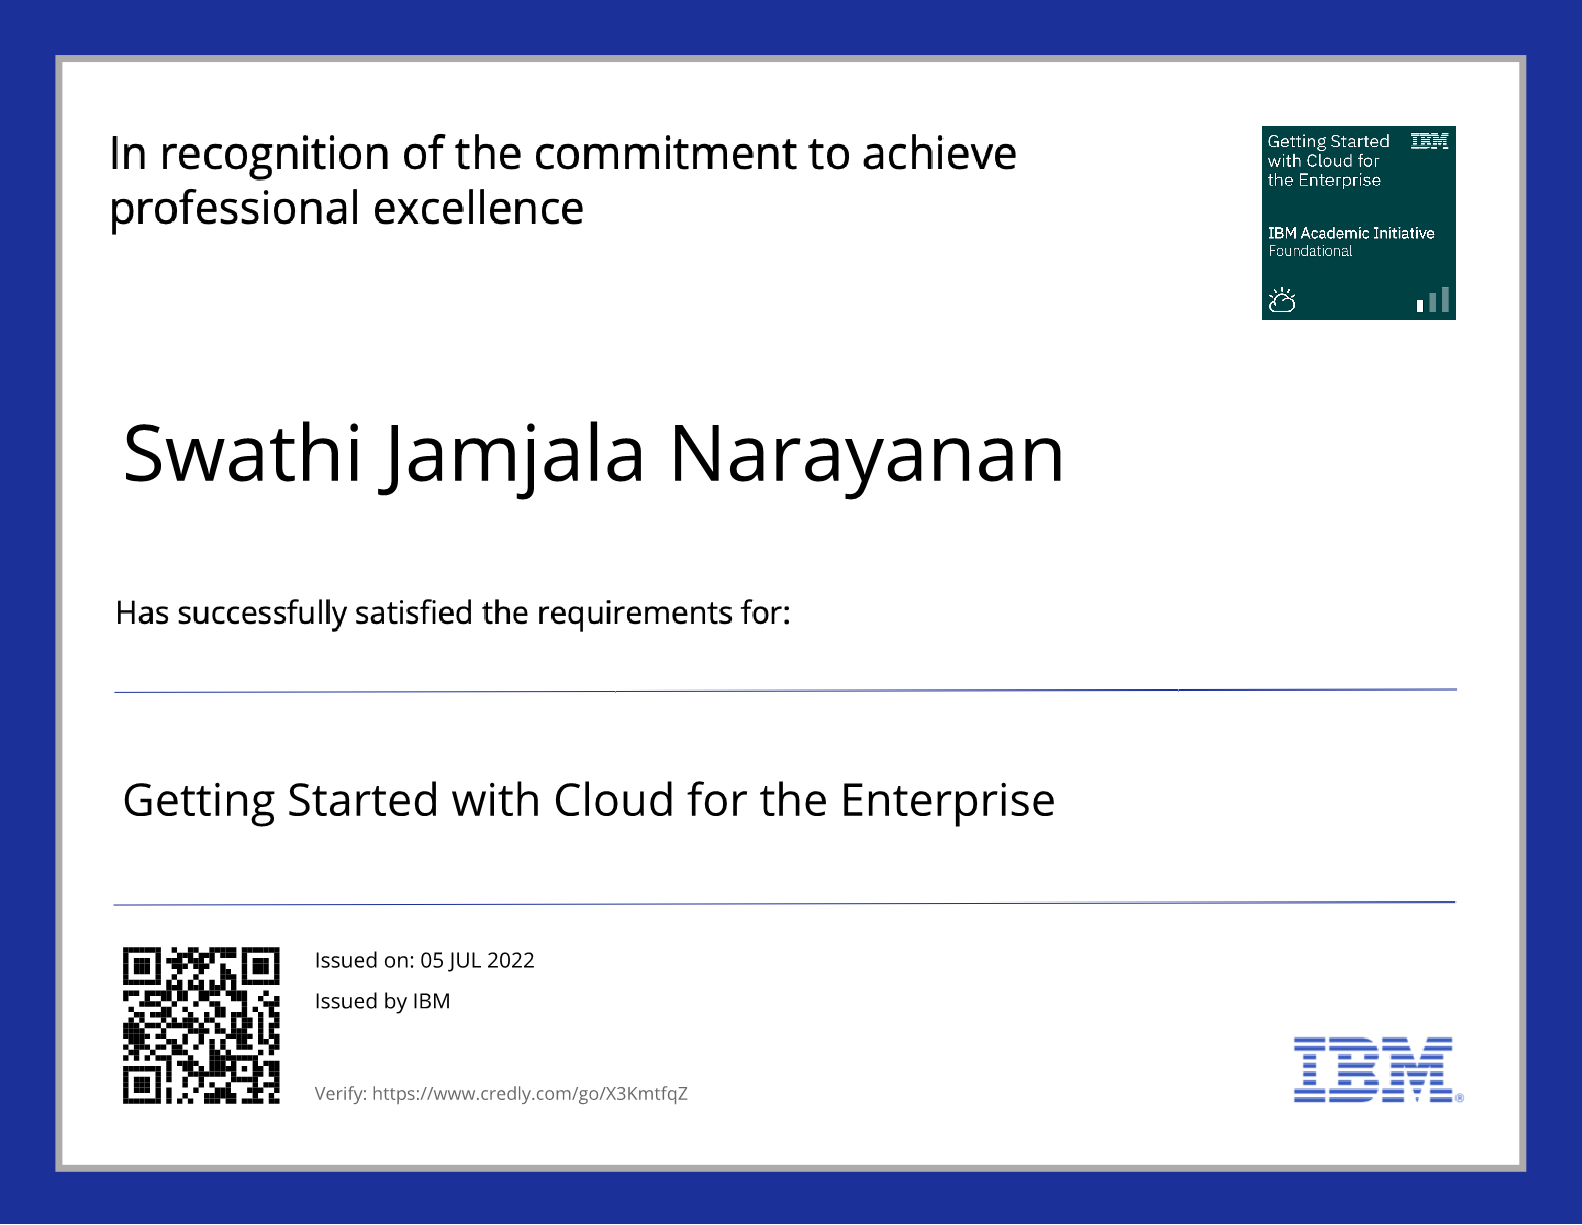 In recognition of the commitment to achieve
professional excellence
Getting Started
with Cloud for
the Enterprise
IBM
IBM Academic Initiative
Foundational
Swathi Jamjala Narayanan
Has successfully satisfied the requirements for:
Getting Started with Cloud for the Enterprise
Issued on: 05 JUL 2022
Issued by IBM
Verify: https://www.credly.com/go/X3KmtfqZ
IBM®